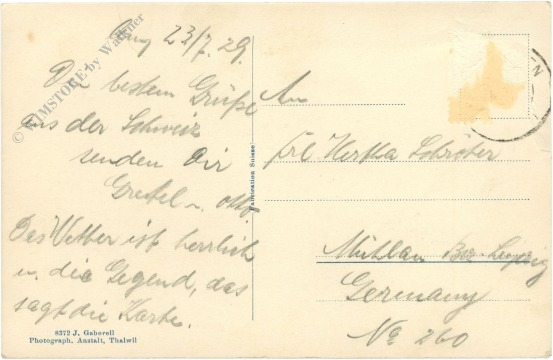 23/7. 29.
Die besten Grüße
aus der Schweiz
senden Dir
Gretel u. Otto.
Das Wetter ist herrlich
u. die Gegend, das
sagt die Karte.
8372 J. Gaberell
Photograph. Anstalt, Thalwil
Fabrication Suisse
An
Frl Hertha Schröter
Bez. Leipzig
Germany
No 260
© WIMSTORE by Wagner